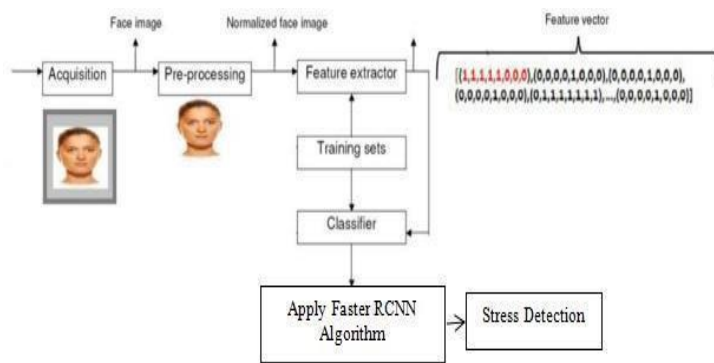 Face image
Normalized face image
Feature vector
Acquisition
Pre-processing
Feature extractor
[(1,1,1,1,1,0,0,0),(0,0,0,0,1,0,0,0),(0,0,0,0,1,0,0,0),
(0,0,0,0,1,0,0,0),(0,1,1,1,1,1,1,1),...,(0,0,0,0,1,0,0,0)]
Training sets
Classifier
Apply Faster RCNN
Algorithm
Stress Detection